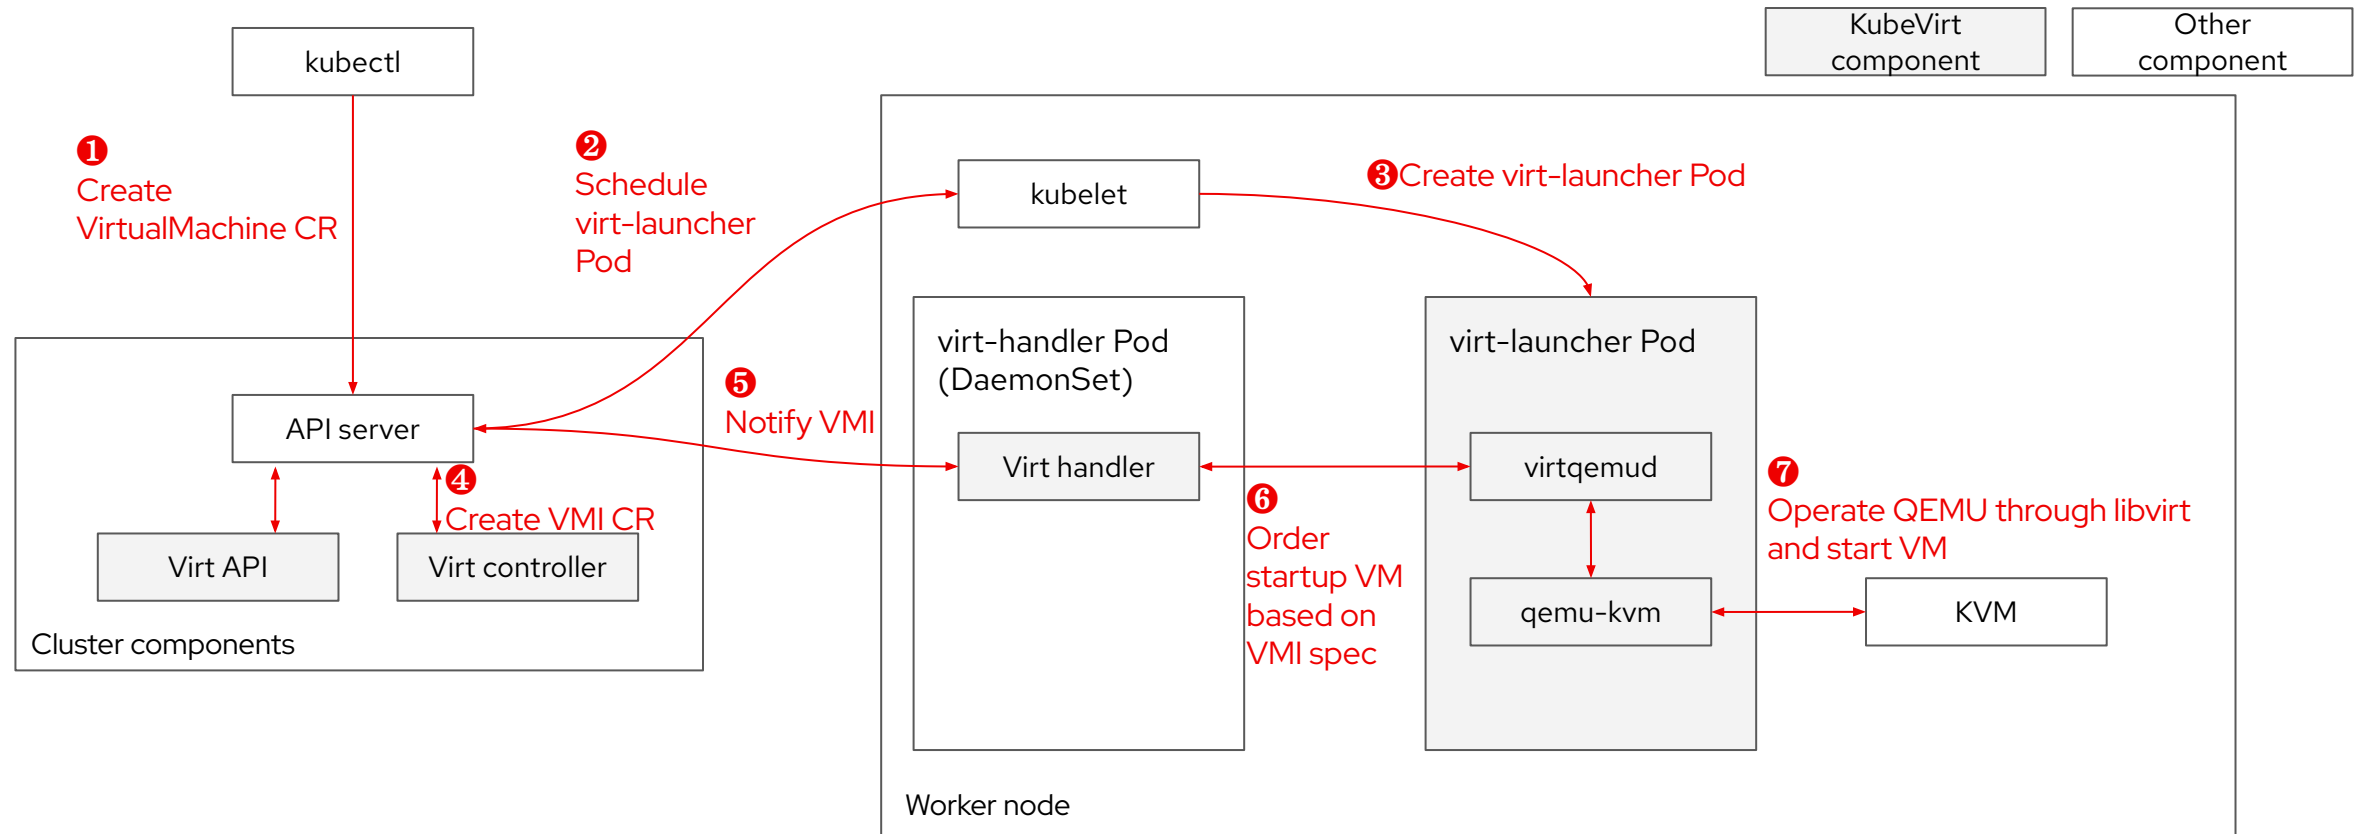 KubeVirt
component
Other
component
kubectl
❶
Create
VirtualMachine CR
❷
Schedule
virt-launcher
Pod
kubelet
❸Create virt-launcher Pod
virt-handler Pod
(DaemonSet)
virt-launcher Pod
API server
❺
Notify VMI
Virt handler
virtqemud
❹
Create VMI CR
❻
Order
startup VM
based on
VMI spec
❼
Operate QEMU through libvirt
and start VM
Virt API
Virt controller
qemu-kvm
KVM
Cluster components
Worker node